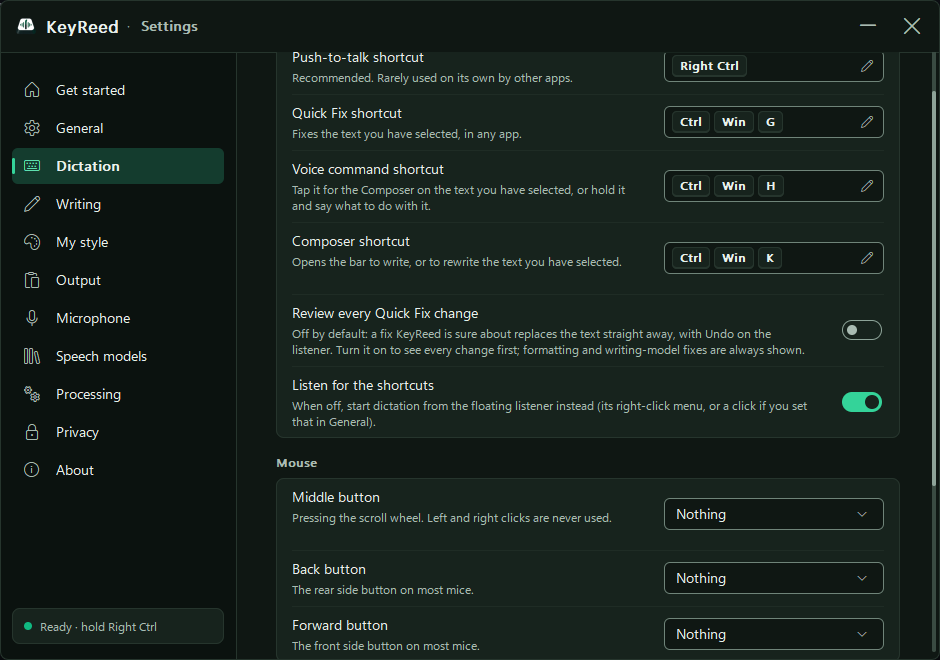 KeyReed · Settings
Get started
General
Dictation
Writing
My style
Output
Microphone
Speech models
Processing
Privacy
About
Ready · hold Right Ctrl
Push-to-talk shortcut
Recommended. Rarely used on its own by other apps.
Right Ctrl
Quick Fix shortcut
Fixes the text you have selected, in any app.
Ctrl Win G
Voice command shortcut
Tap it for the Composer on the text you have selected, or hold it
and say what to do with it.
Ctrl Win H
Composer shortcut
Opens the bar to write, or to rewrite the text you have selected.
Ctrl Win K
Review every Quick Fix change
Off by default: a fix KeyReed is sure about replaces the text straight away, with Undo on the
listener. Turn it on to see every change first; formatting and writing-model fixes are always shown.
Listen for the shortcuts
When off, start dictation from the floating listener instead (its right-click menu, or a click if you set
that in General).
Mouse
Middle button
Pressing the scroll wheel. Left and right clicks are never used.
Nothing
Back button
The rear side button on most mice.
Nothing
Forward button
The front side button on most mice.
Nothing